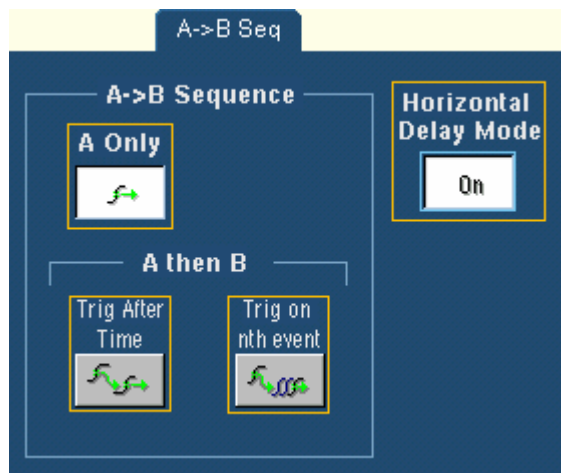 A->B Seq
A->B Sequence
A Only
Horizontal
Delay Mode
On
A then B
Trig After
Time
Trig on
nth event